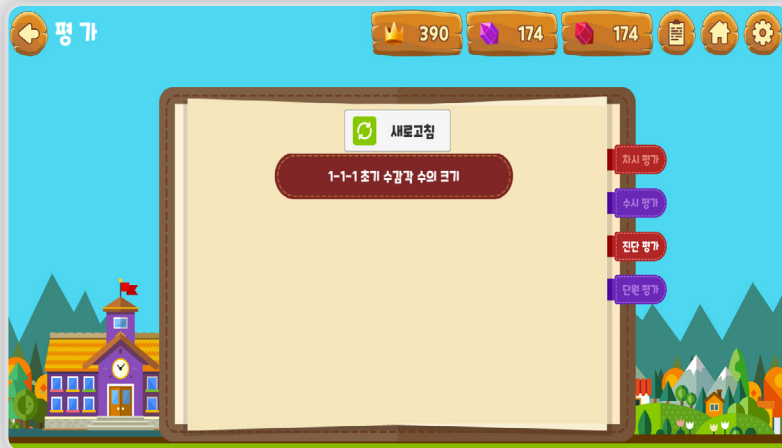 평 가
390
174
174
새로고침
1-1-1 초기 수감각 수의 크기
차시 평가
수시 평가
진단 평가
단원 평가